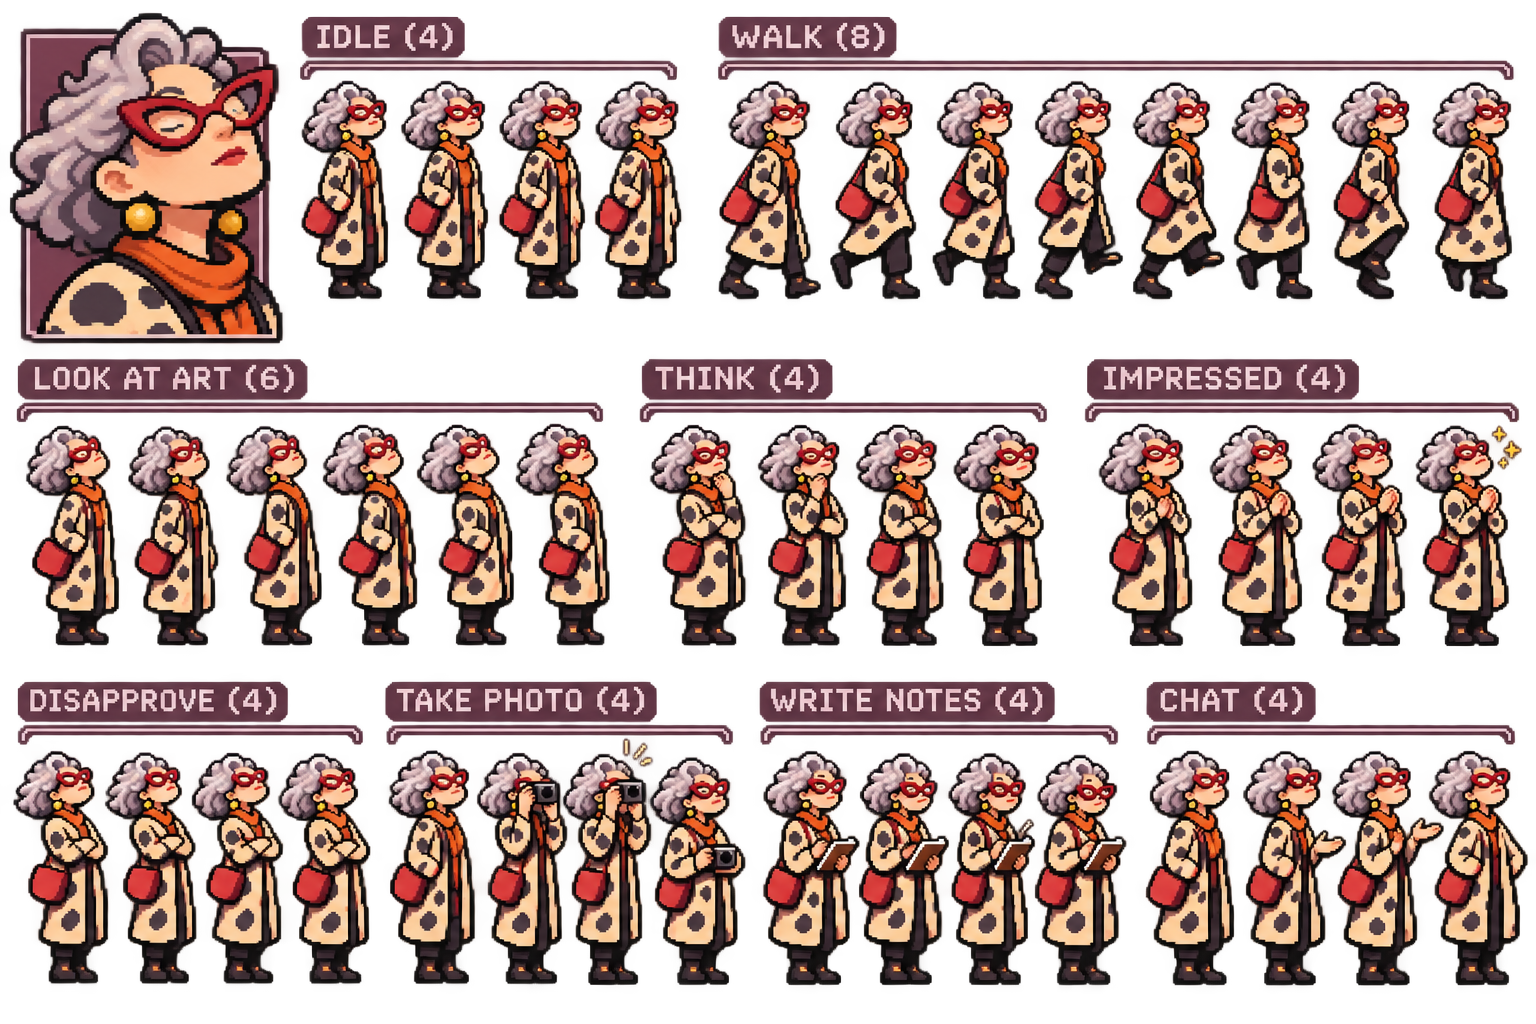 IDLE (4)
WALK (8)
LOOK AT ART (6)
THINK (4)
IMPRESSED (4)
DISAPPROVE (4)
TAKE PHOTO (4)
WRITE NOTES (4)
CHAT (4)